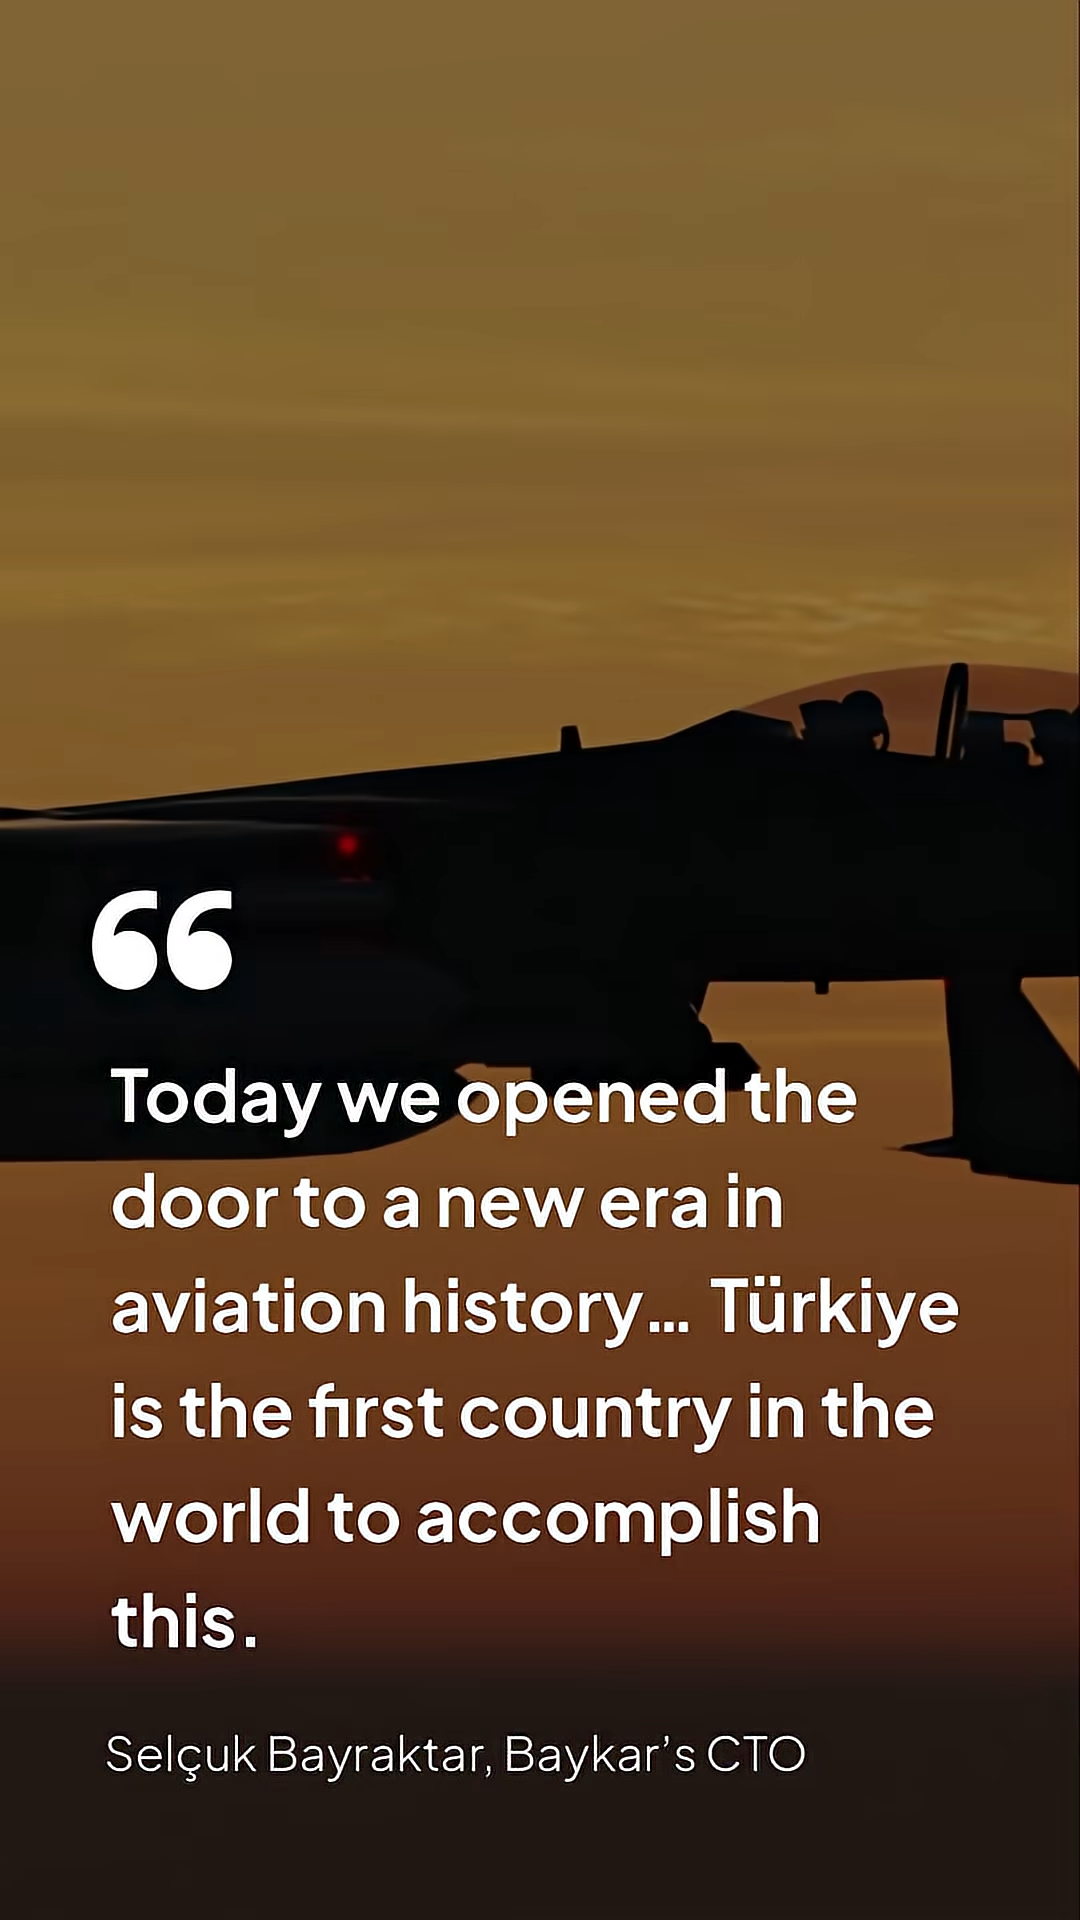 “
Today we opened the
door to a new era in
aviation history... Türkiye
is the first country in the
world to accomplish
this.
Selçuk Bayraktar, Baykar’s CTO